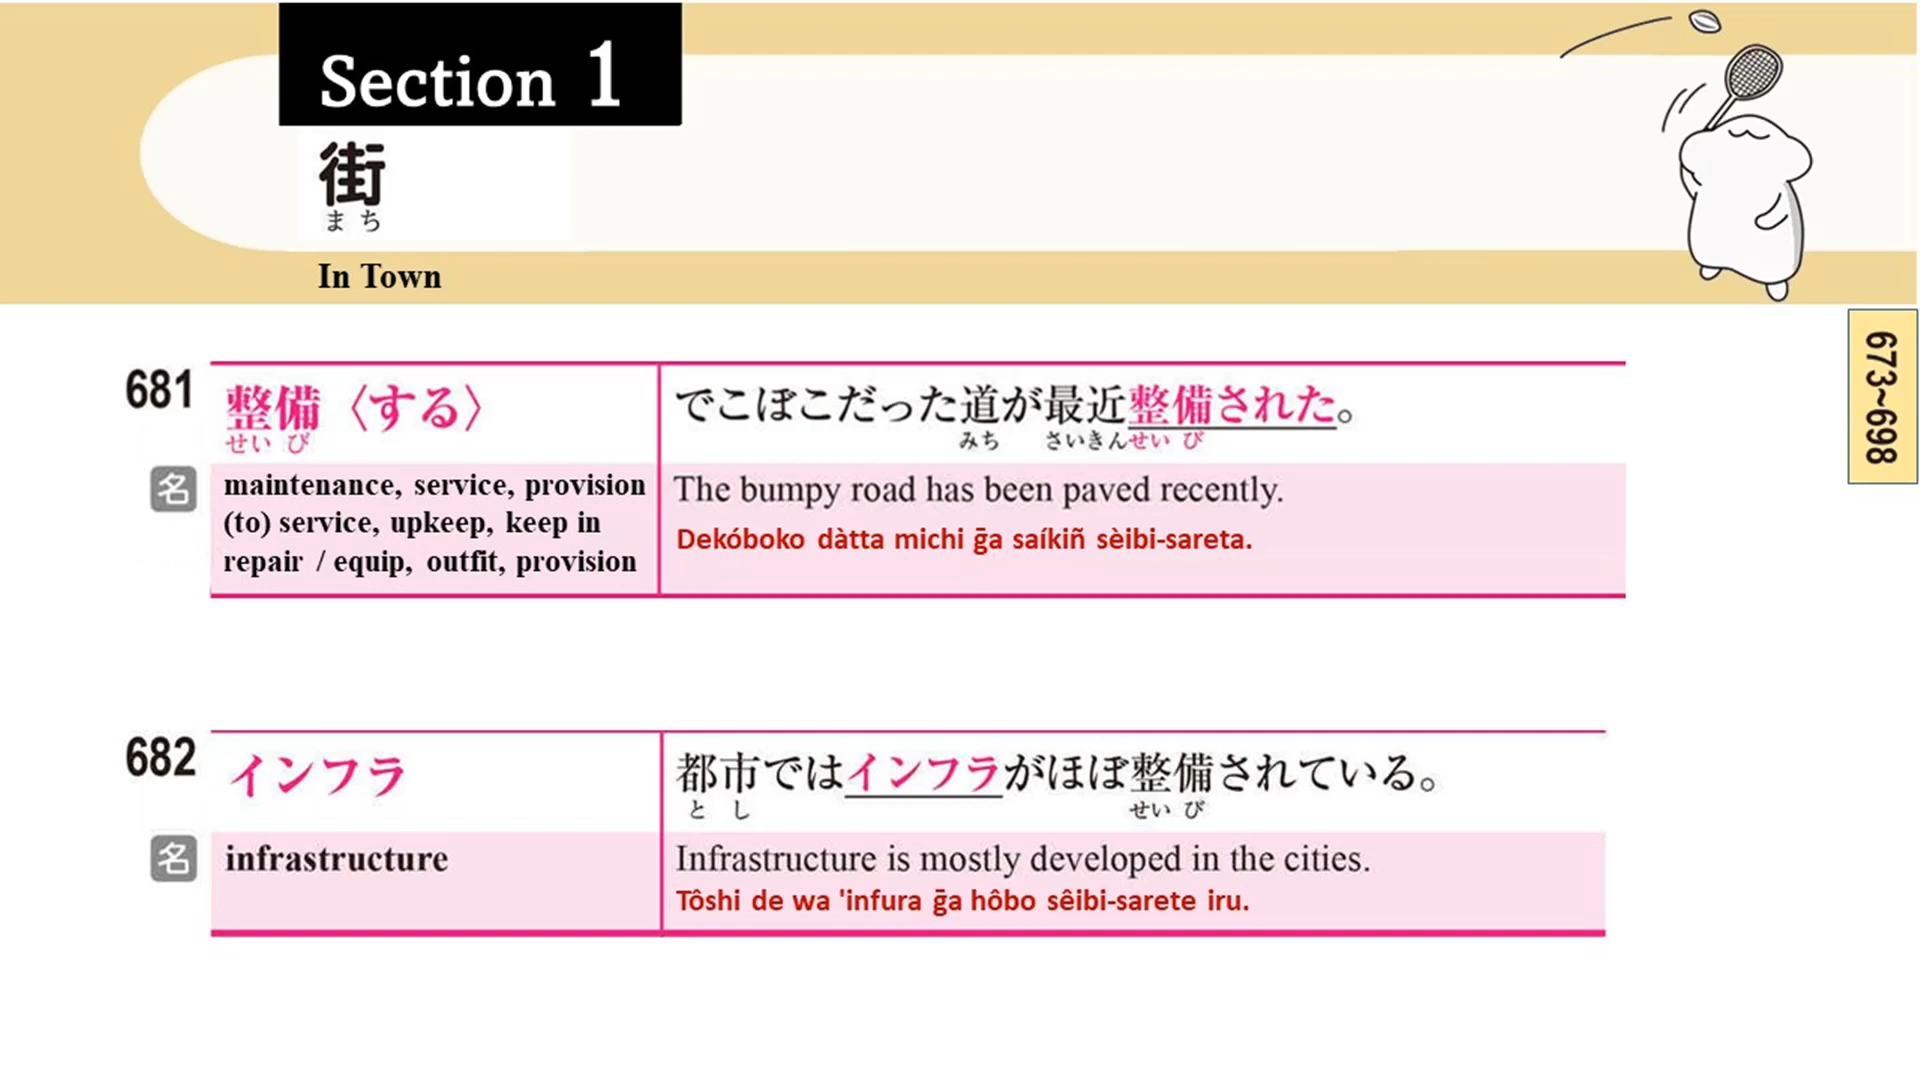 Section 1
街
まち
In Town
673~698
681
整備〈する〉
せい び
でこぼこだった道が最近整備された。
みち さいきん せい び
名
maintenance, service, provision
(to) service, upkeep, keep in
repair / equip, outfit, provision
The bumpy road has been paved recently.
Dekóboko dàtta michi ḡa saíkiñ sèibi-sareta.
682
インフラ
都市ではインフラがほぼ整備されている。
と し せい び
名
infrastructure
Infrastructure is mostly developed in the cities.
Tôshi de wa 'infura ḡa hôbo sêibi-sarete iru.